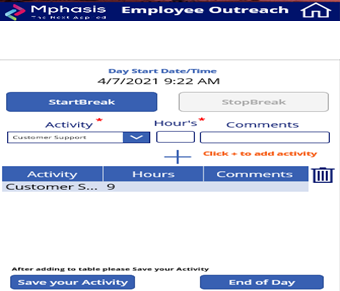 Mphasis
The Next Applied
Employee Outreach
Day Start Date/Time
4/7/2021 9:22 AM
StartBreak StopBreak
Activity * Hour's * Comments
Customer Support
+ Click + to add activity
Activity Hours Comments
Customer S... 9
After adding to table please Save your Activity
Save your Activity End of Day